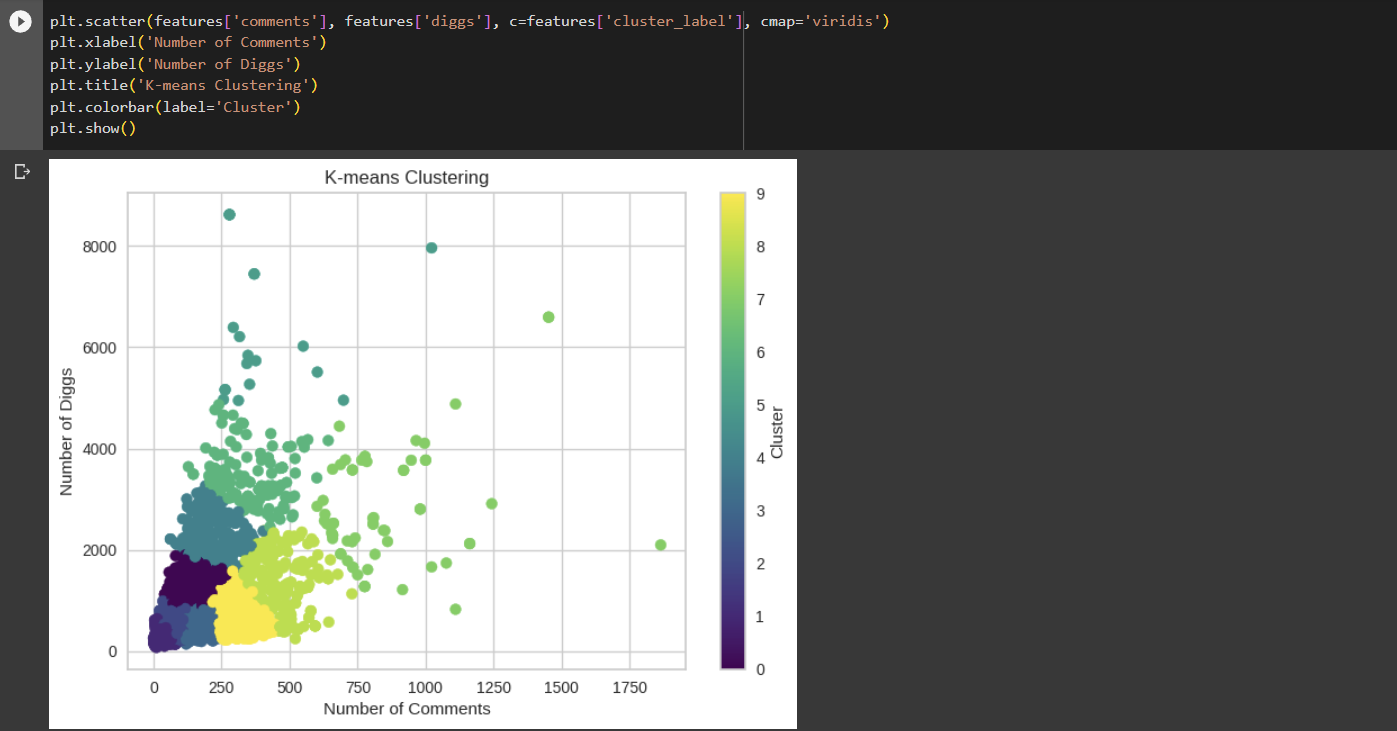 plt.scatter(features['comments'], features['diggs'], c=features['cluster_label'], cmap='viridis')
plt.xlabel('Number of Comments')
plt.ylabel('Number of Diggs')
plt.title('K-means Clustering')
plt.colorbar(label='Cluster')
plt.show()
K-means Clustering
8000
6000
4000
2000
0
Number of Diggs
0 250 500 750 1000 1250 1500 1750
Number of Comments
9
8
7
6
5
4
3
2
1
0
Cluster